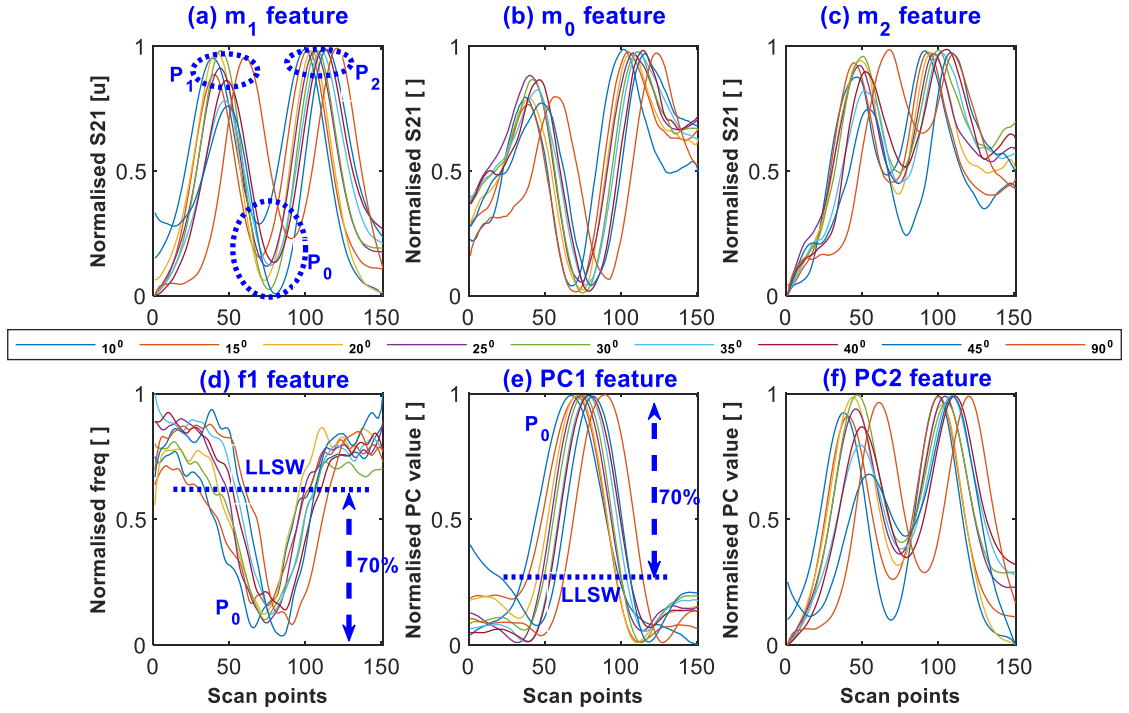 (a) m1 feature
(b) m0 feature
(c) m2 feature
Normalised S21 [u]
1
0.5
0
0 50 100 150
P1
P2
P0
Normalised S21 [ ]
1
0.5
0
0 50 100 150
Normalised S21 [ ]
1
0.5
0
0 50 100 150
10⁰ 15⁰ 20⁰ 25⁰ 30⁰ 35⁰ 40⁰ 45⁰ 90⁰
(d) f1 feature
(e) PC1 feature
(f) PC2 feature
Normalised freq [ ]
1
0.5
0
0 50 100 150
Scan points
LLSW
70%
P0
Normalised PC value [ ]
1
0.5
0
0 50 100 150
Scan points
P0
70%
LLSW
Normalised PC value [ ]
1
0.5
0
0 50 100 150
Scan points